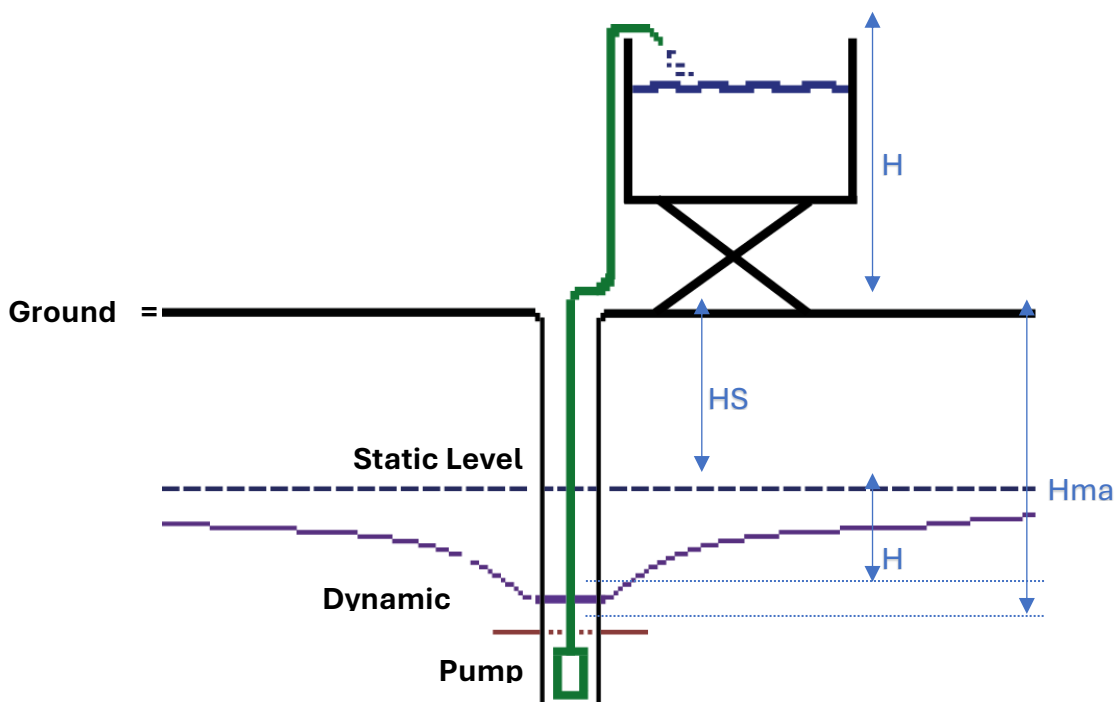 H
Ground =
HS
Static Level
Hma
H
Dynamic
Pump